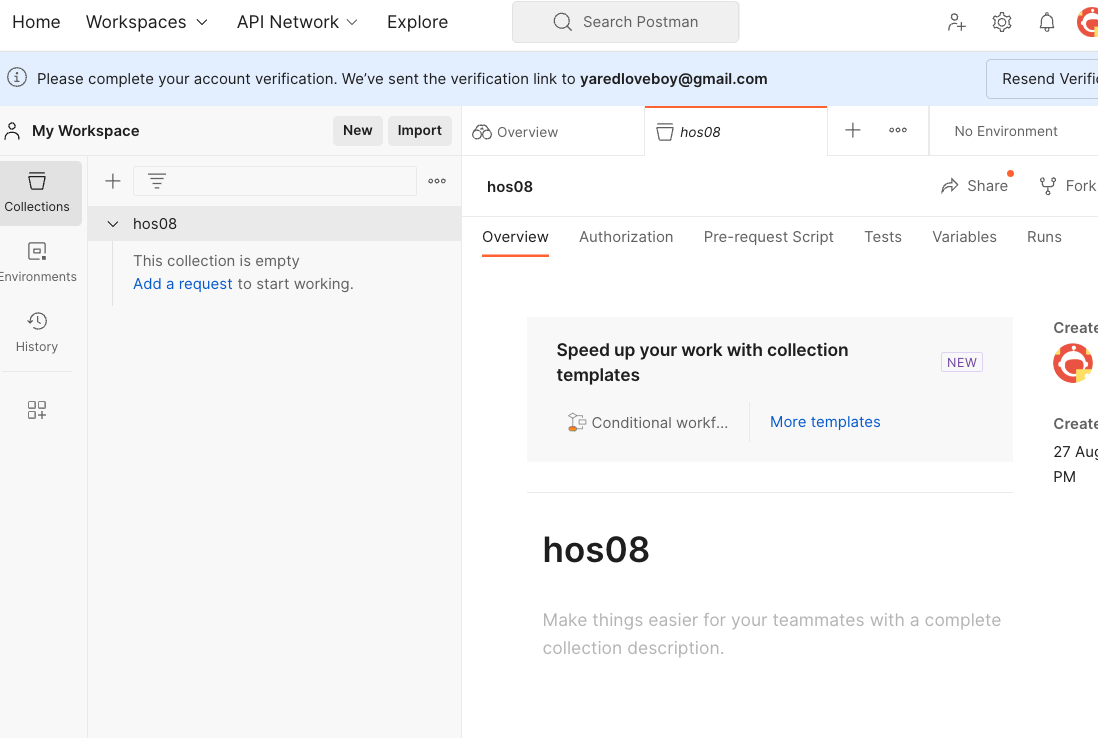 Home Workspaces API Network Explore Search Postman
Please complete your account verification. We’ve sent the verification link to yaredloveboy@gmail.com Resend
My Workspace New Import Overview hos08 No Environment
hos08 Share Fork
Collections
hos08
Overview Authorization Pre-request Script Tests Variables Runs
This collection is empty
Add a request to start working.
Environments
History
Speed up your work with collection
templates
NEW
Conditional workf... More templates
27 Aug
PM
hos08
Make things easier for your teammates with a complete
collection description.